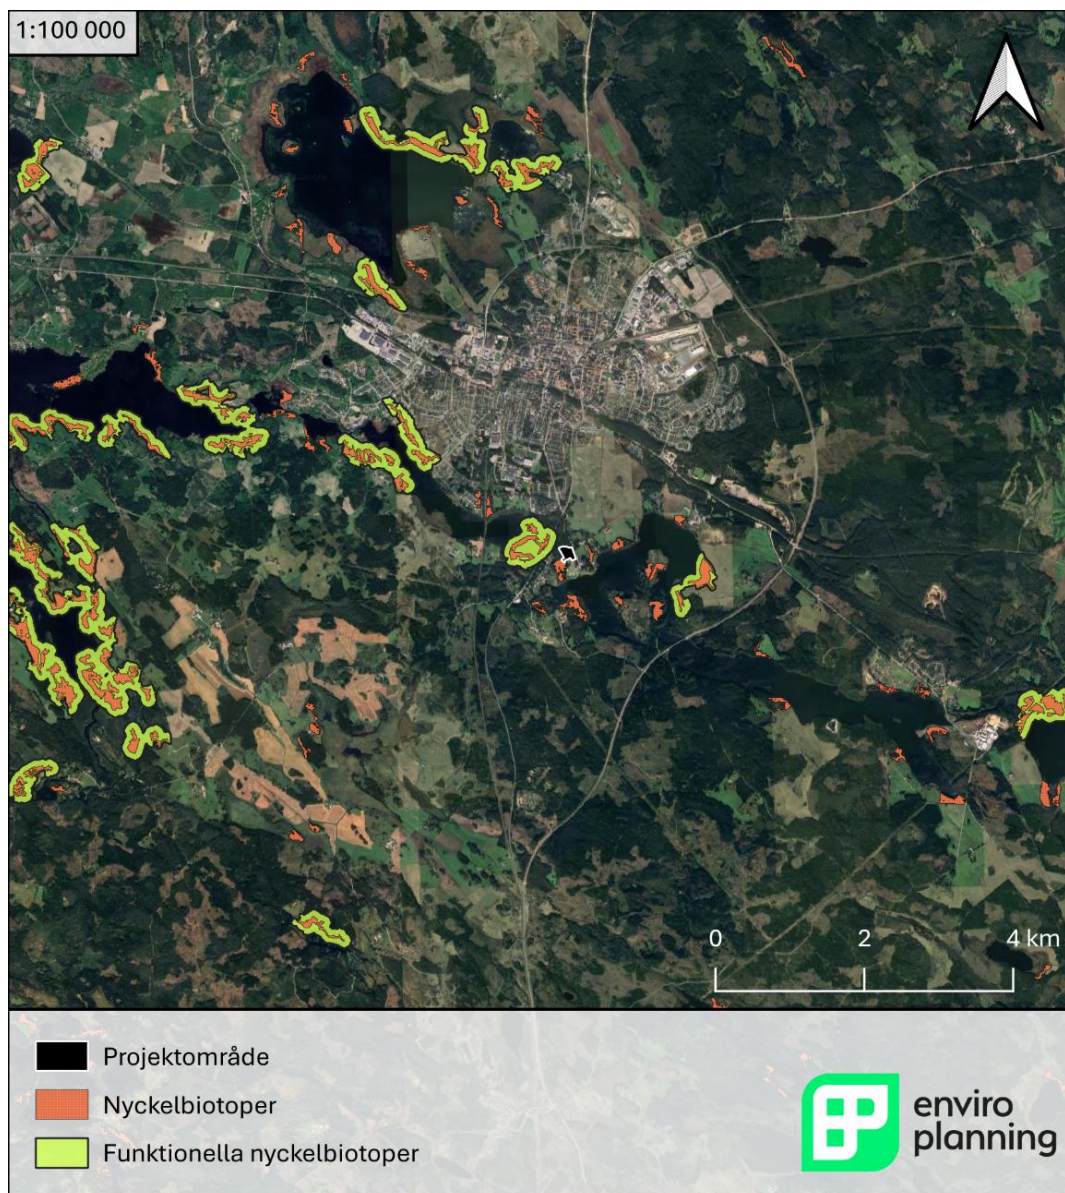 1:100 000
0 2 4 km
Projektområde
Nyckelbiotoper
Funktionella nyckelbiotoper
enviro
planning